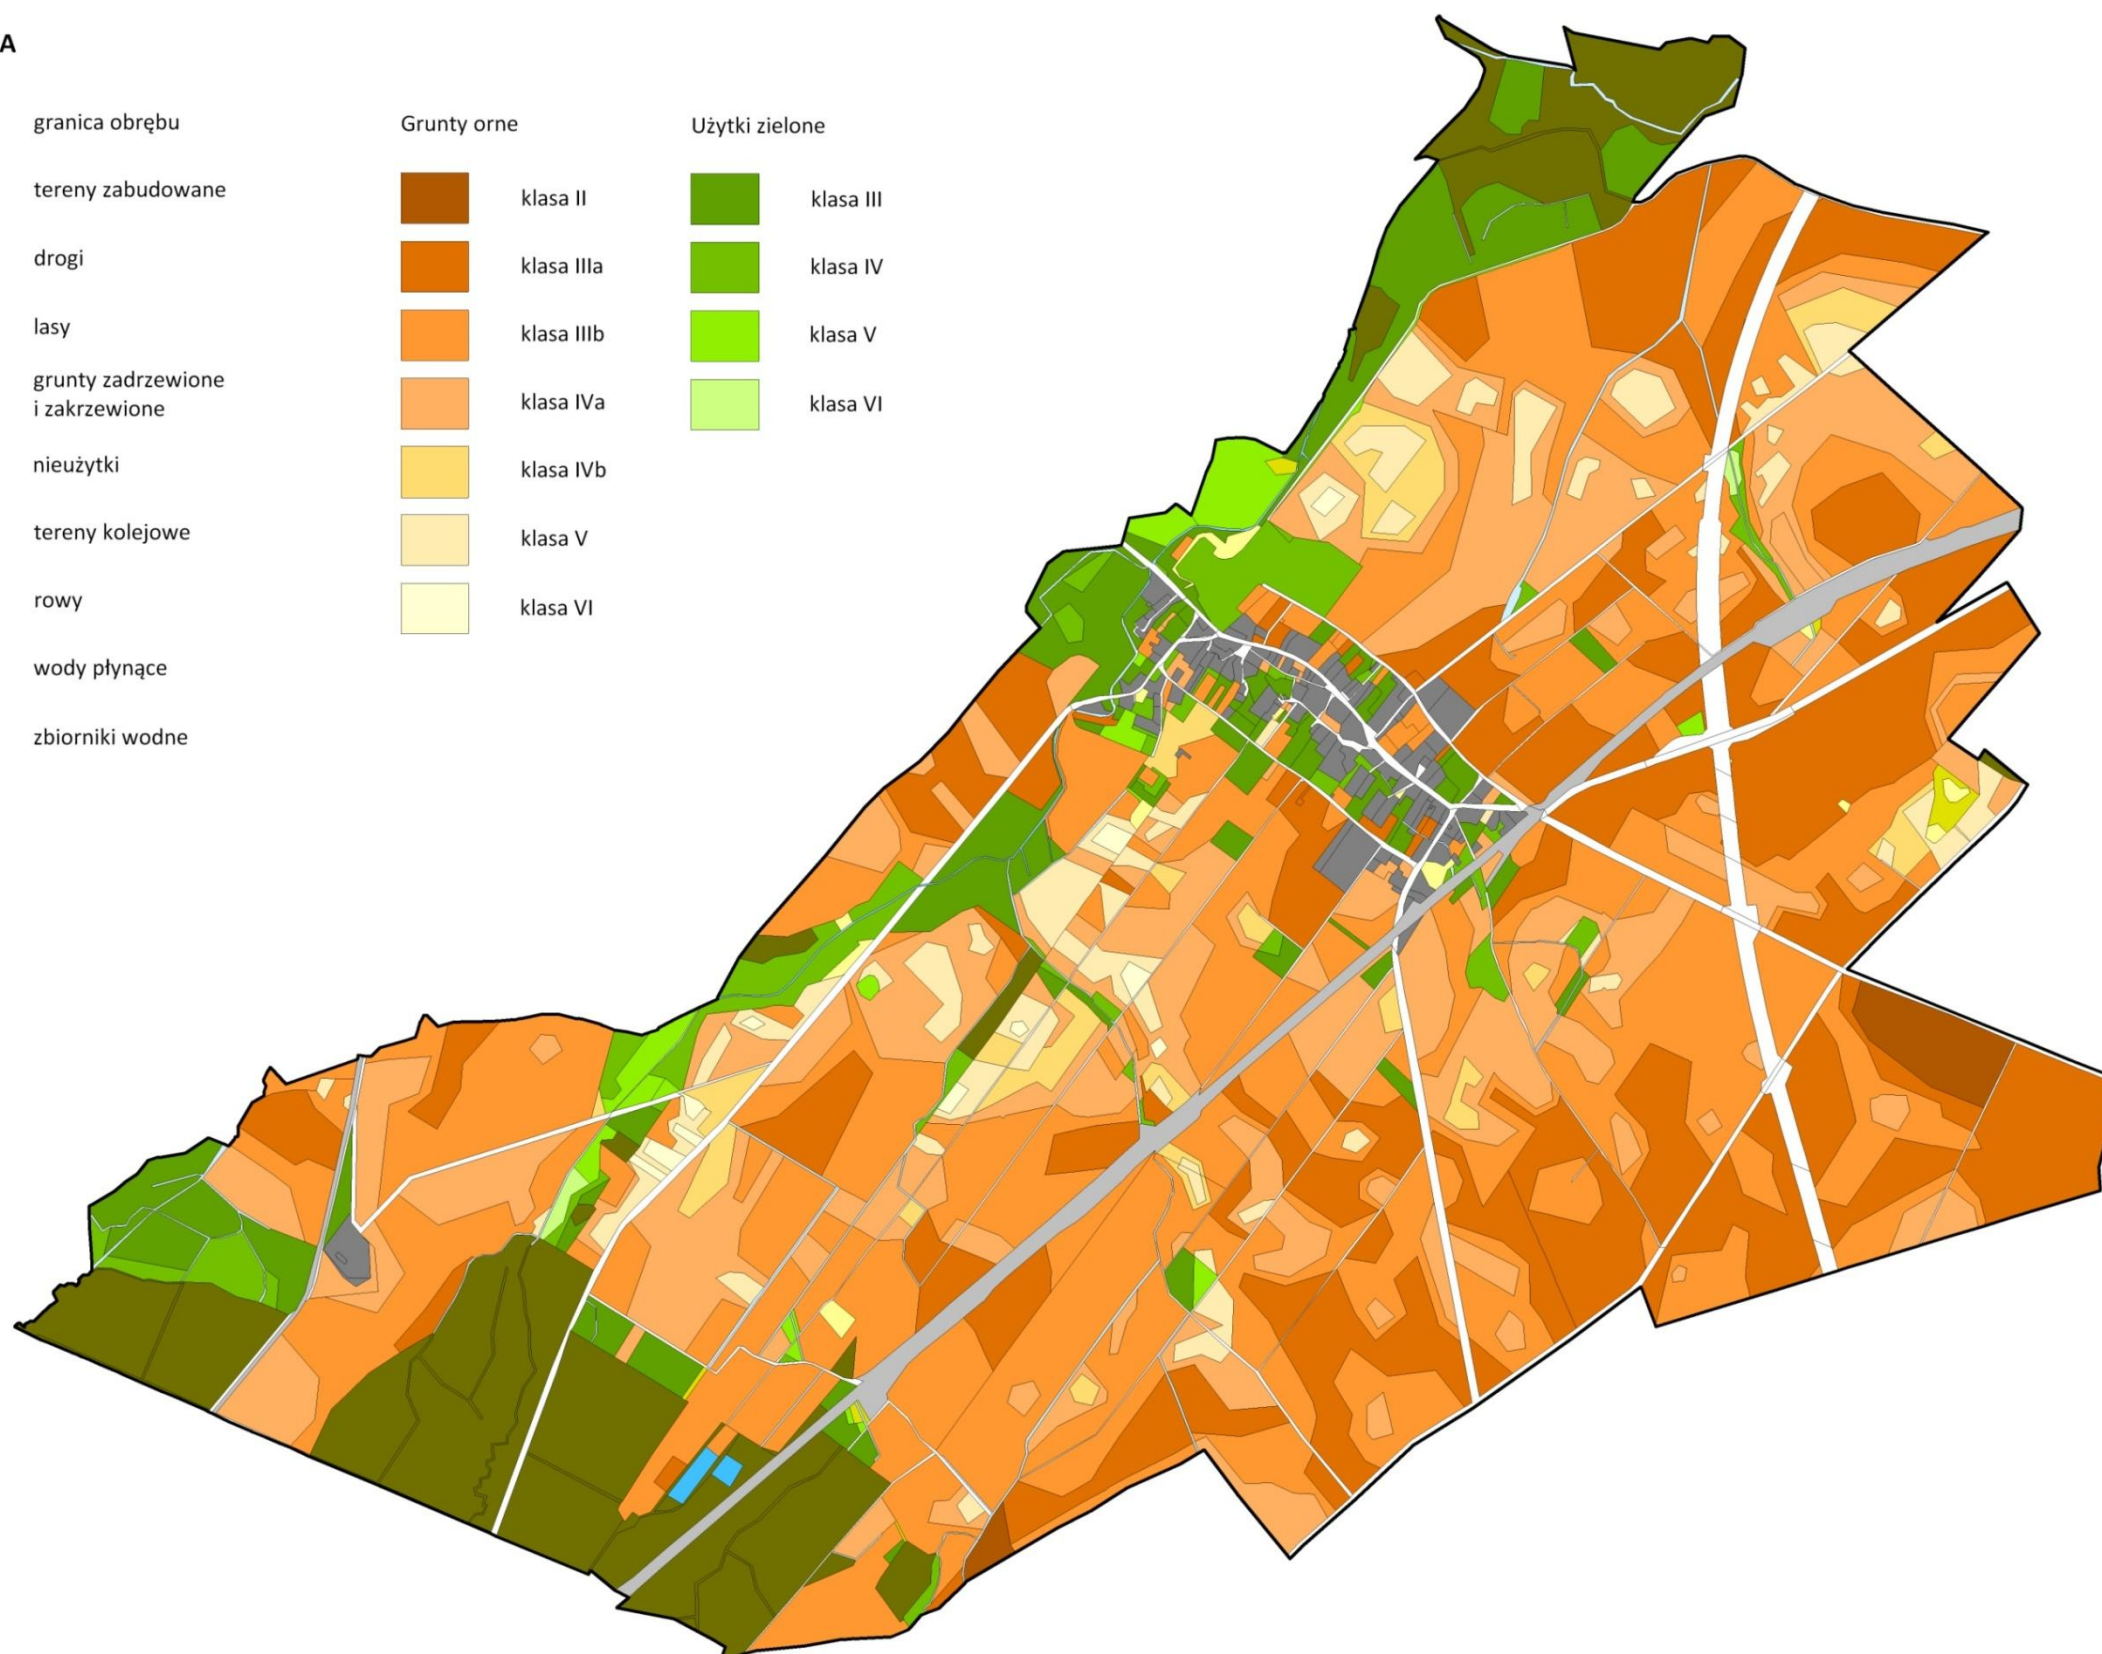 A
granica obrębu
tereny zabudowane
drogi
lasy
grunty zadrzewione
i zakrzewione
nieużytki
tereny kolejowe
rowy
wody płynące
zbiorniki wodne
Grunty orne
klasa II
klasa IIIa
klasa IIIb
klasa IVa
klasa IVb
klasa V
klasa VI
Użytki zielone
klasa III
klasa IV
klasa V
klasa VI